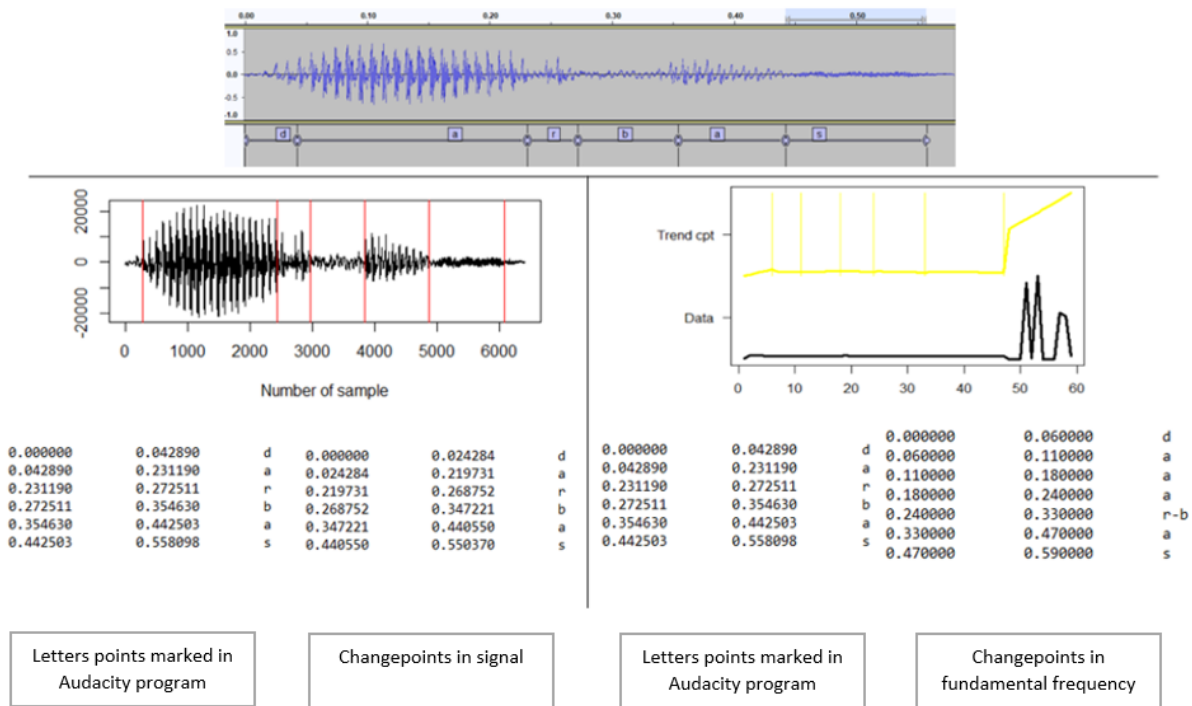 0.00 0.10 0.20 0.30 0.40 0.50
1.0
0.5
0.0
-0.5
-1.0
d a r b a s
20000
0
-20000
0 1000 2000 3000 4000 5000 6000
Number of sample
Trend cpt
Data
0 10 20 30 40 50 60
0.000000 0.042890 d
0.042890 0.231190 a
0.231190 0.272511 r
0.272511 0.354630 b
0.354630 0.442503 a
0.442503 0.558098 s
0.000000 0.024284 d
0.024284 0.219731 a
0.219731 0.268752 r
0.268752 0.347221 b
0.347221 0.440550 a
0.440550 0.550370 s
0.000000 0.042890 d
0.042890 0.231190 a
0.231190 0.272511 r
0.272511 0.354630 b
0.354630 0.442503 a
0.442503 0.558098 s
0.000000 0.060000 d
0.060000 0.110000 a
0.110000 0.180000 a
0.180000 0.240000 a
0.240000 0.330000 r-b
0.330000 0.470000 a
0.470000 0.590000 s
Letters points marked in
Audacity program
Changepoints in signal
Letters points marked in
Audacity program
Changepoints in
fundamental frequency